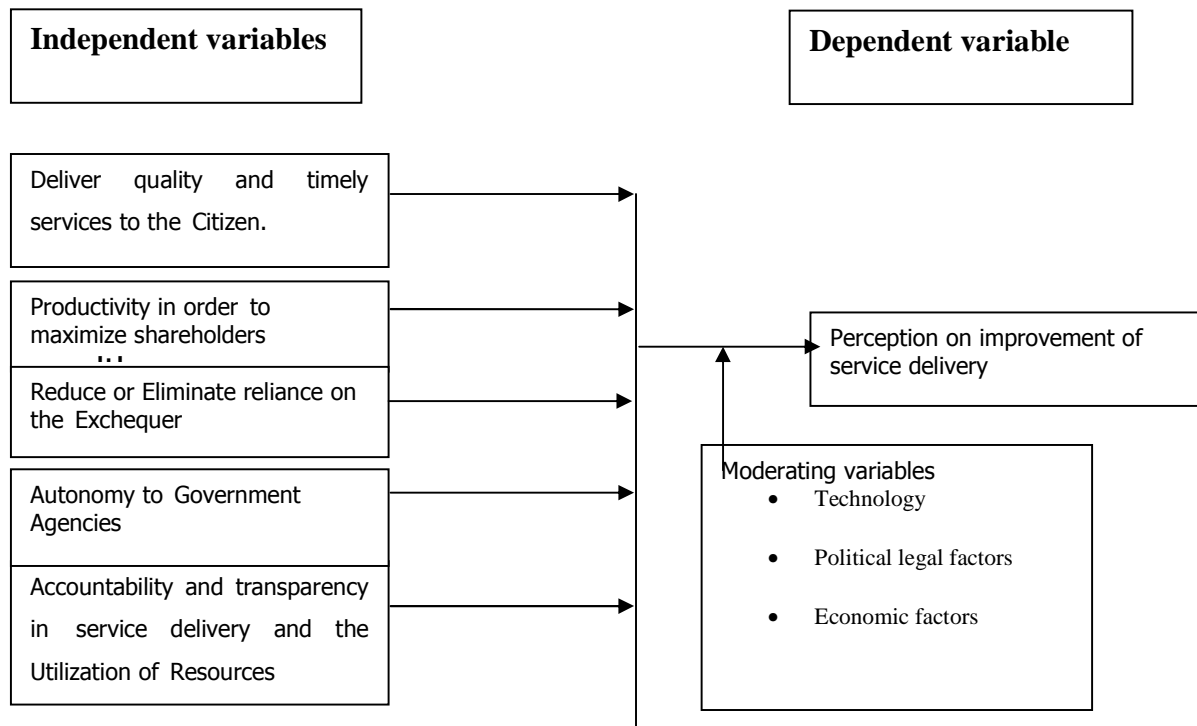 Independent variables
Dependent variable
Deliver quality and timely
services to the Citizen.
Productivity in order to
maximize shareholders
Reduce or Eliminate reliance on
the Exchequer
Autonomy to Government
Agencies
Accountability and transparency
in service delivery and the
Utilization of Resources
Perception on improvement of
service delivery
Moderating variables
• Technology
• Political legal factors
• Economic factors